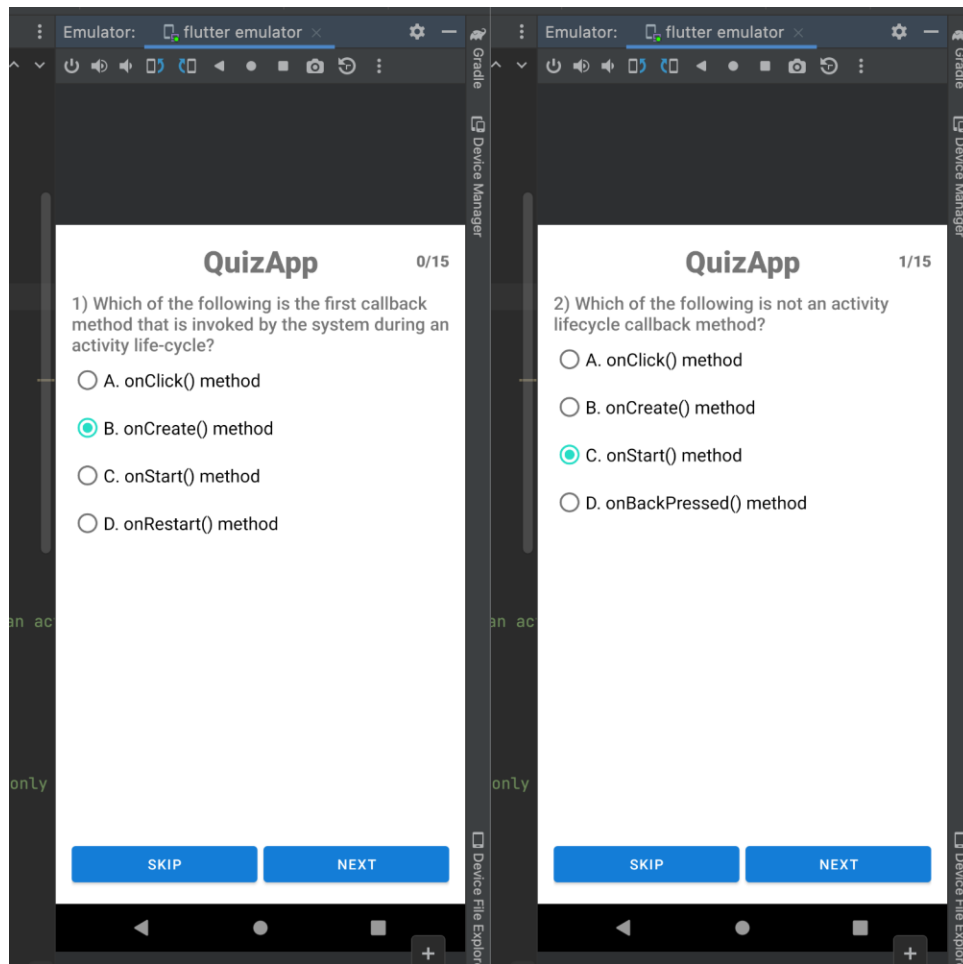 Emulator: flutter emulator
Gradle
Device Manager
QuizApp 0/15
1) Which of the following is the first callback
method that is invoked by the system during an
activity life-cycle?
A. onClick() method
B. onCreate() method
C. onStart() method
D. onRestart() method
an ac
only
SKIP NEXT
Device File Explor
Emulator: flutter emulator
Gradle
Device Manager
QuizApp 1/15
2) Which of the following is not an activity
lifecycle callback method?
A. onClick() method
B. onCreate() method
C. onStart() method
D. onBackPressed() method
an ac
only
SKIP NEXT
Device File Explor